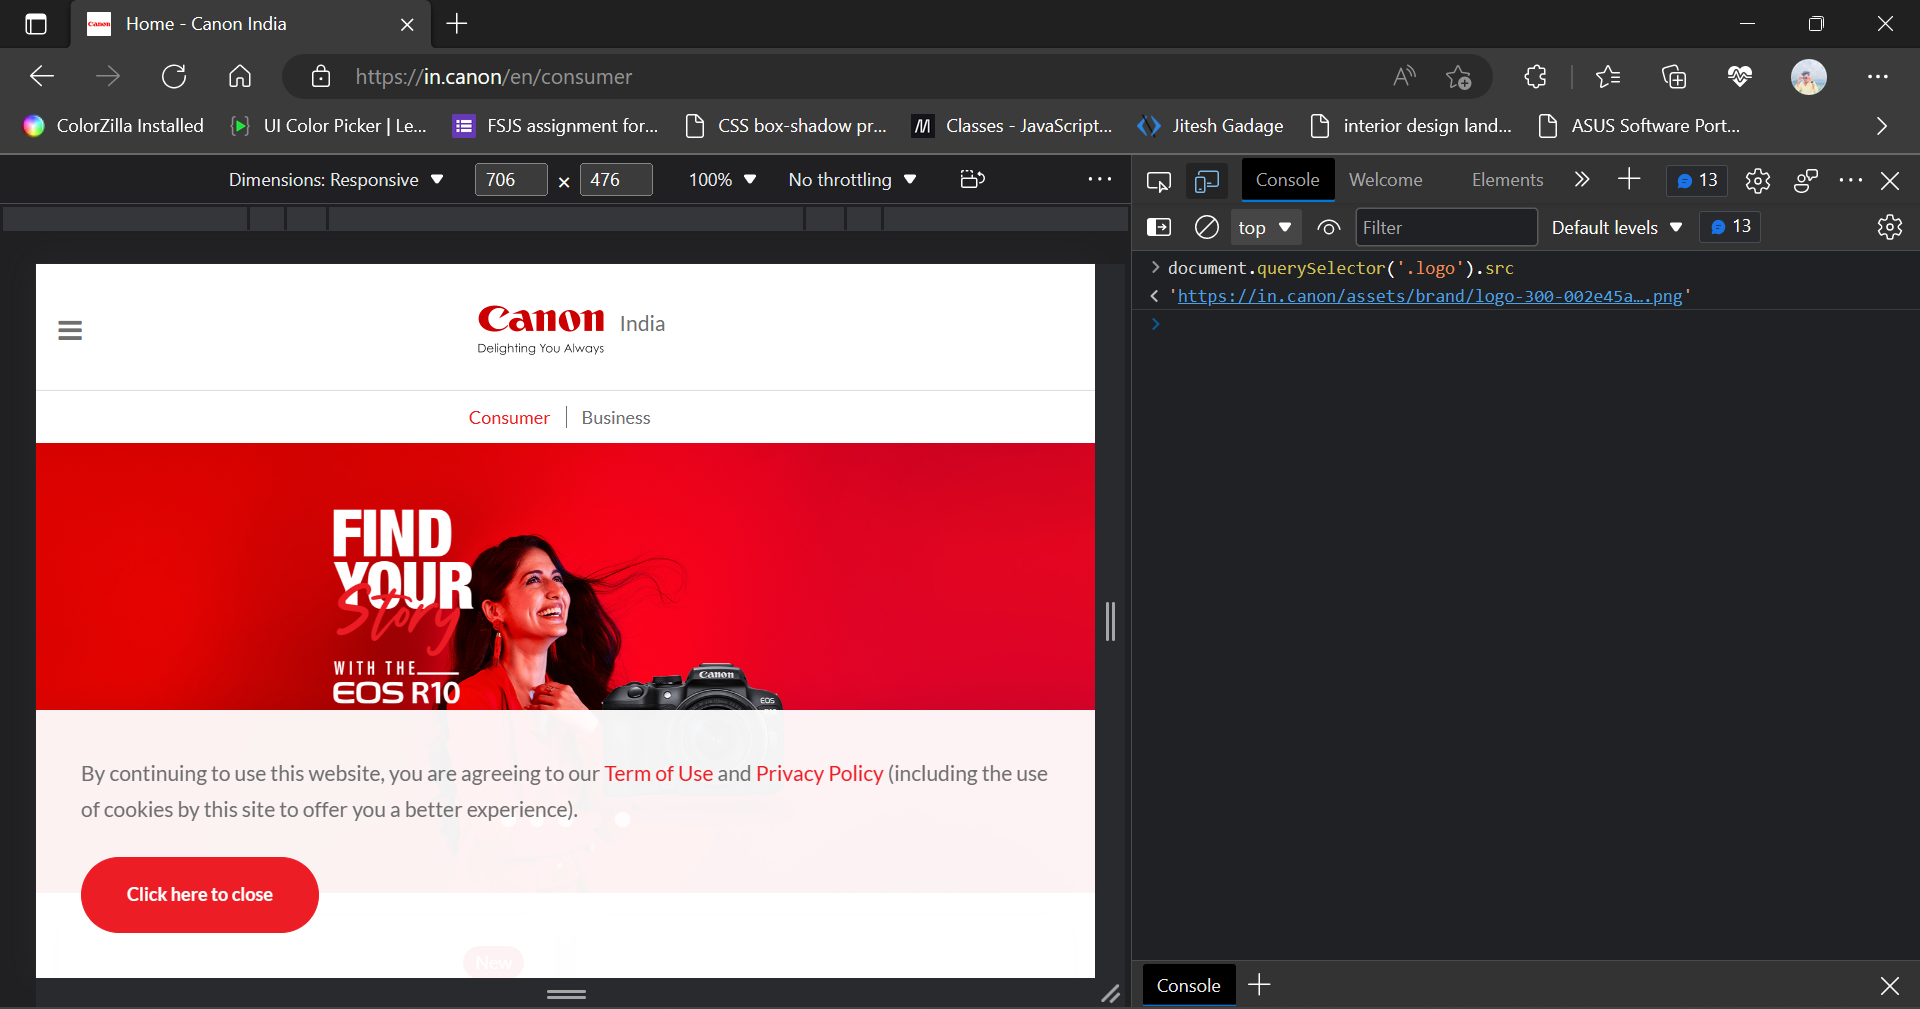 Canon
Home - Canon India
https://in.canon/en/consumer
ColorZilla Installed
UI Color Picker | Le...
FSJS assignment for...
CSS box-shadow pr...
Classes - JavaScript...
Jitesh Gadage
interior design land...
ASUS Software Port...
Dimensions: Responsive
706 × 476
100%
No throttling
Console
Welcome
Elements
13
top
Filter
Default levels
13
document.querySelector('.logo').src
'https://in.canon/assets/brand/logo-300-002e45a….png'
Canon India
Delighting You Always
Consumer | Business
FIND
YOUR
Story
WITH THE
EOS R10
Canon
EOS
R10
By continuing to use this website, you are agreeing to our Term of Use and Privacy Policy (including the use
of cookies by this site to offer you a better experience).
Click here to close
New
Console